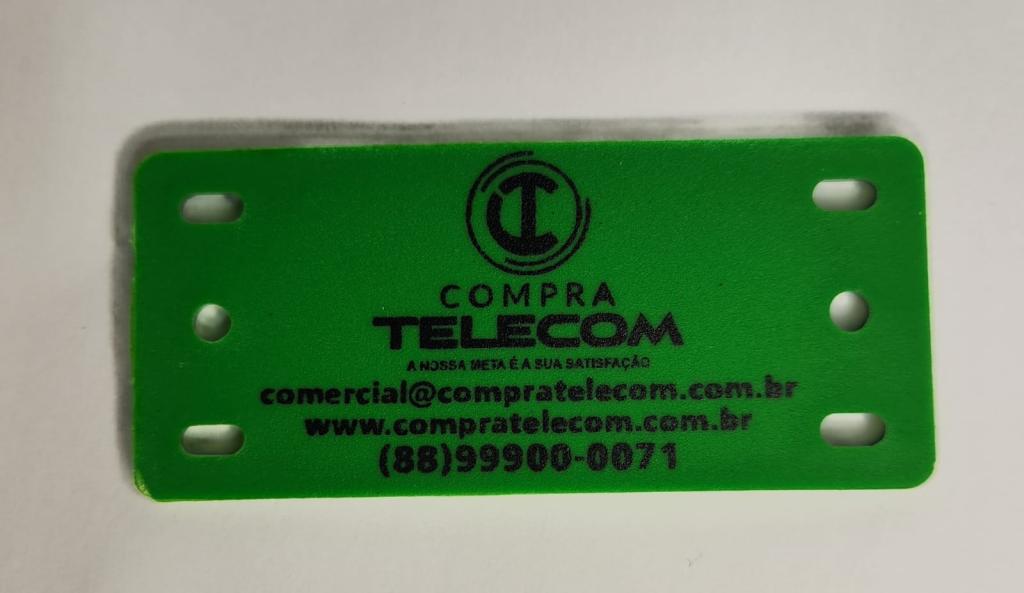 COMPRA
TELECOM
A NOSSA META É A SUA SATISFAÇÃO
comercial@compratelecom.com.br
www.compratelecom.com.br
(88)99900-0071